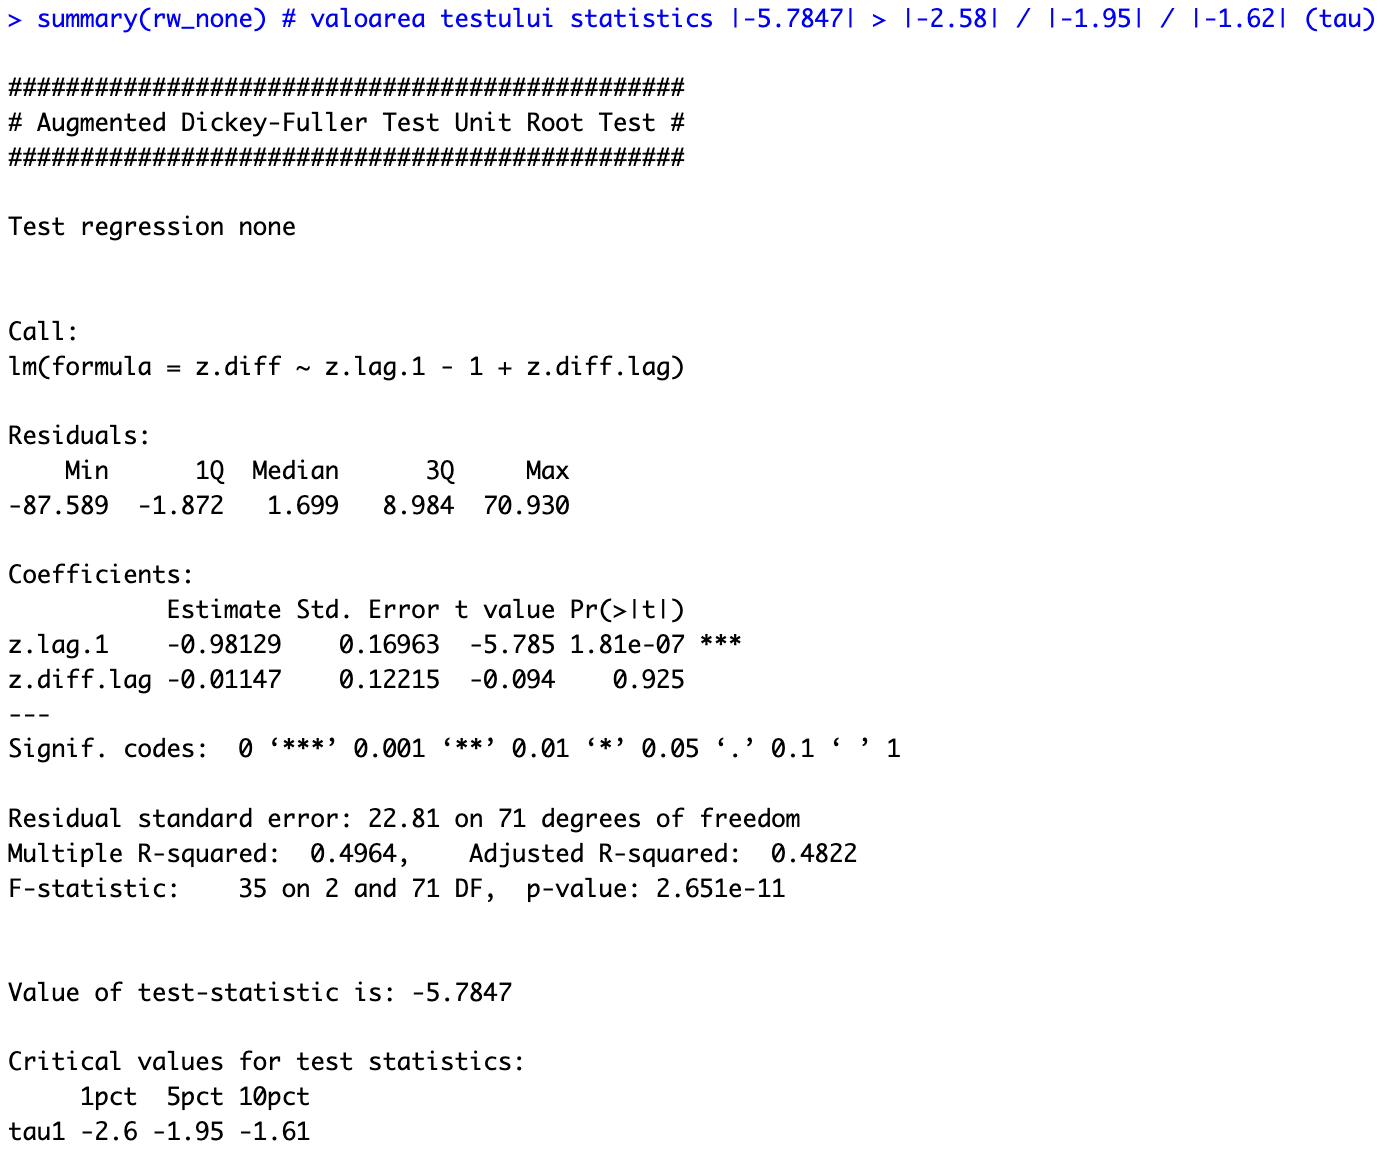 > summary(rw_none) # valoarea testului statistics |-5.7847| > |-2.58| / |-1.95| / |-1.62| (tau)
###############################################
# Augmented Dickey-Fuller Test Unit Root Test #
###############################################
Test regression none
Call:
lm(formula = z.diff ~ z.lag.1 - 1 + z.diff.lag)
Residuals:
    Min      1Q  Median      3Q     Max
-87.589  -1.872   1.699   8.984  70.930
Coefficients:
           Estimate Std. Error t value Pr(>|t|)
z.lag.1    -0.98129    0.16963  -5.785 1.81e-07 ***
z.diff.lag -0.01147    0.12215  -0.094    0.925
---
Signif. codes:  0 ‘***’ 0.001 ‘**’ 0.01 ‘*’ 0.05 ‘.’ 0.1 ‘ ’ 1
Residual standard error: 22.81 on 71 degrees of freedom
Multiple R-squared:  0.4964,    Adjusted R-squared:  0.4822
F-statistic:    35 on 2 and 71 DF,  p-value: 2.651e-11
Value of test-statistic is: -5.7847
Critical values for test statistics:
     1pct  5pct 10pct
tau1 -2.6 -1.95 -1.61